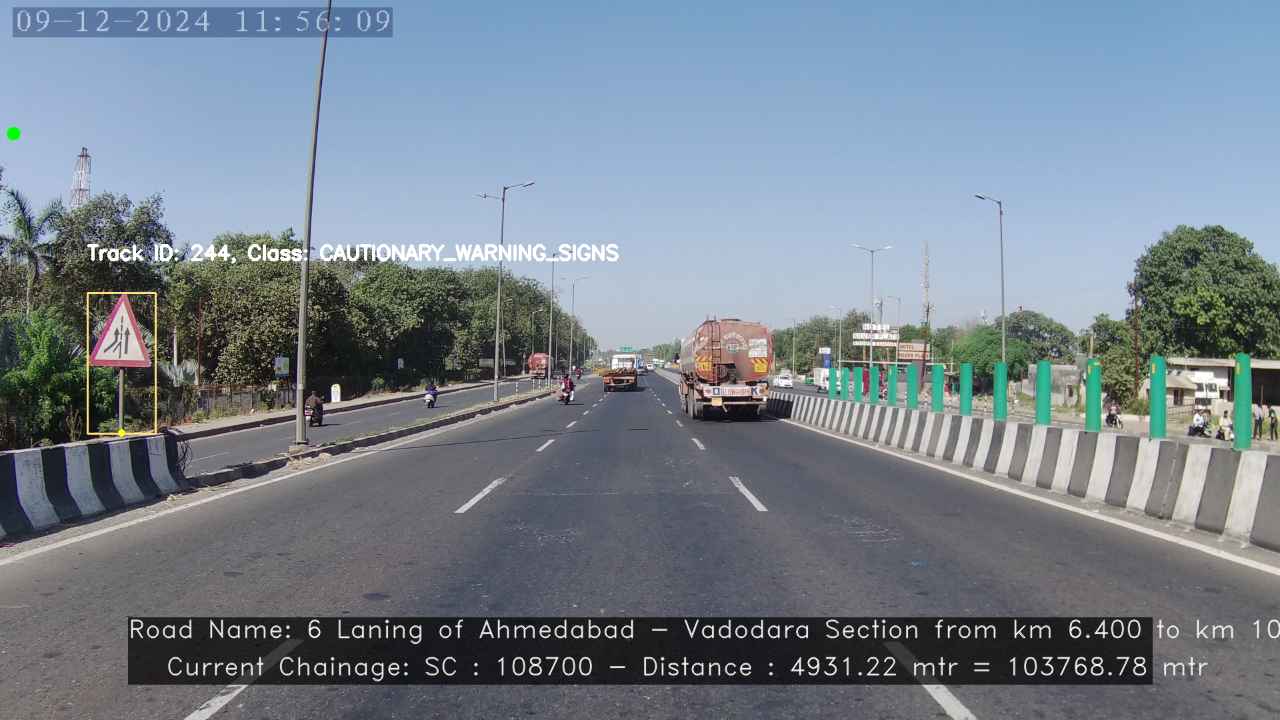 09-12-2024 11:56:09
Track ID: 244, Class: CAUTIONARY_WARNING_SIGNS
Road Name: 6 Laning of Ahmedabad - Vadodara Section from km 6.400 to km 10
Current Chainage: SC : 108700 - Distance : 4931.22 mtr = 103768.78 mtr